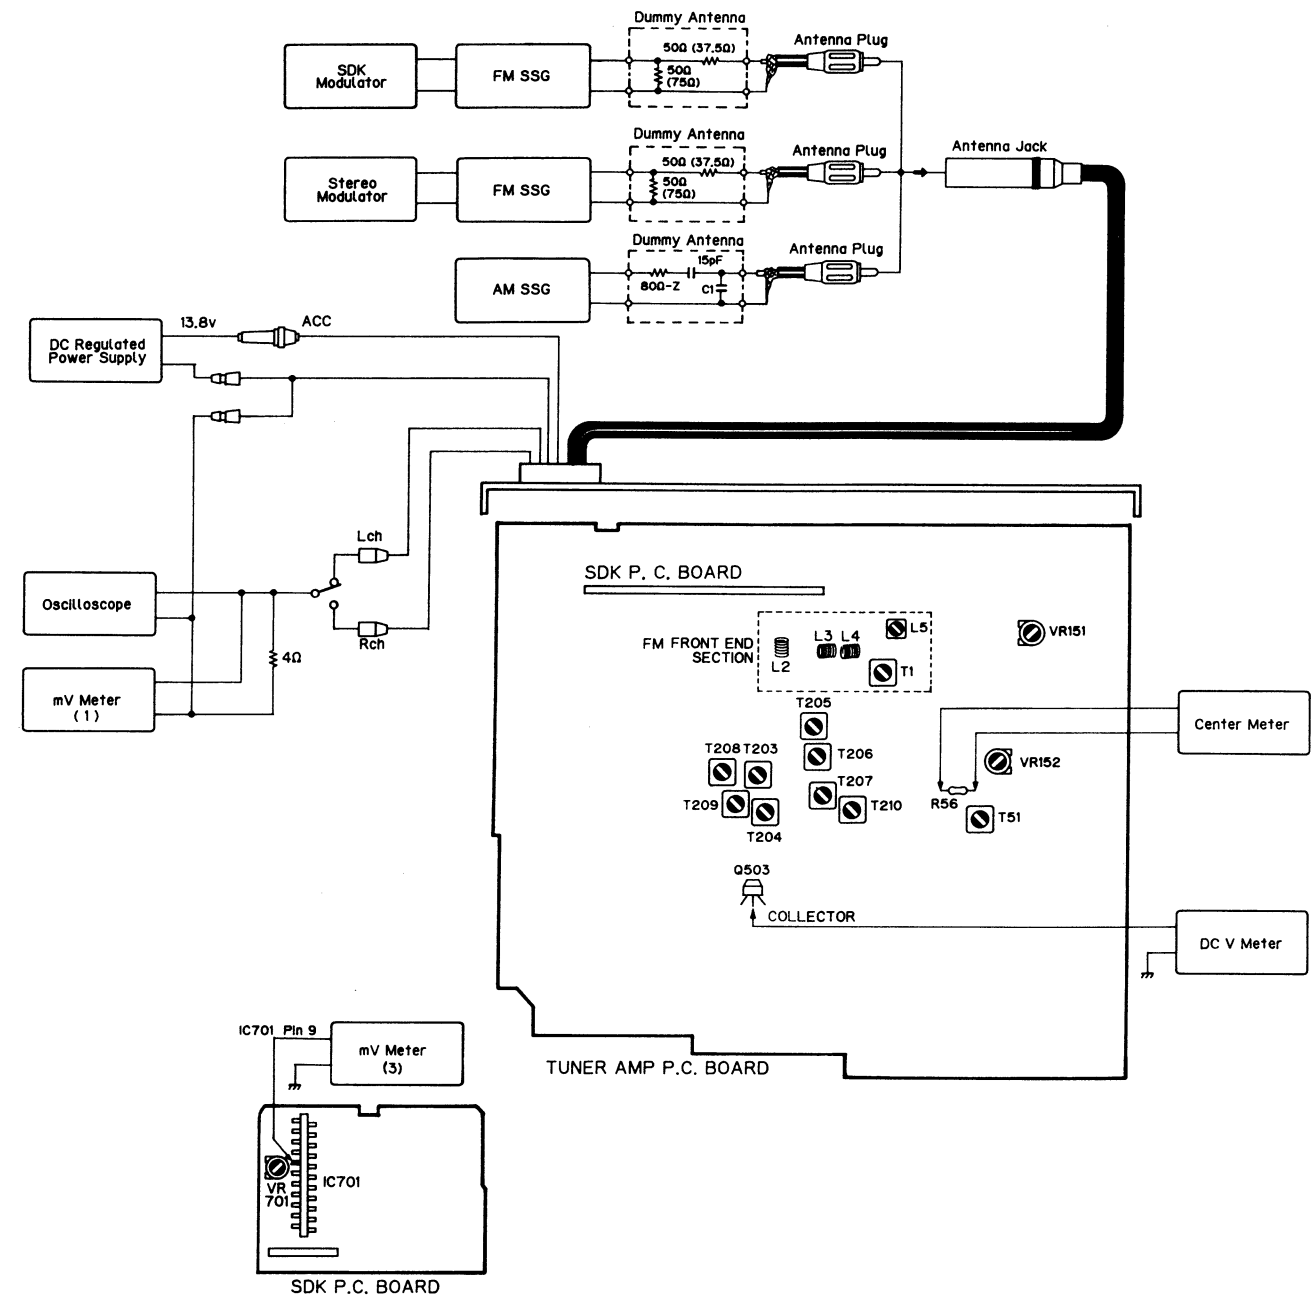 Dummy Antenna
50Ω (37.5Ω)
50Ω
(75Ω)
Antenna Plug
SDK
Modulator
FM SSG
Dummy Antenna
50Ω (37.5Ω)
50Ω
(75Ω)
Antenna Plug
Antenna Jack
Stereo
Modulator
FM SSG
Dummy Antenna
15pF
80Ω-Z
C1
Antenna Plug
AM SSG
13.8v
ACC
DC Regulated
Power Supply
Lch
Rch
Oscilloscope
4Ω
mV Meter
(1)
SDK P. C. BOARD
FM FRONT END
SECTION
L2
L3
L4
L5
T1
VR151
T205
T206
T208
T203
T207
T209
T204
T210
VR152
R56
T51
Center Meter
Q503
COLLECTOR
DC V Meter
TUNER AMP P.C. BOARD
IC701 Pin 9
mV Meter
(3)
VR
701
IC701
SDK P.C. BOARD